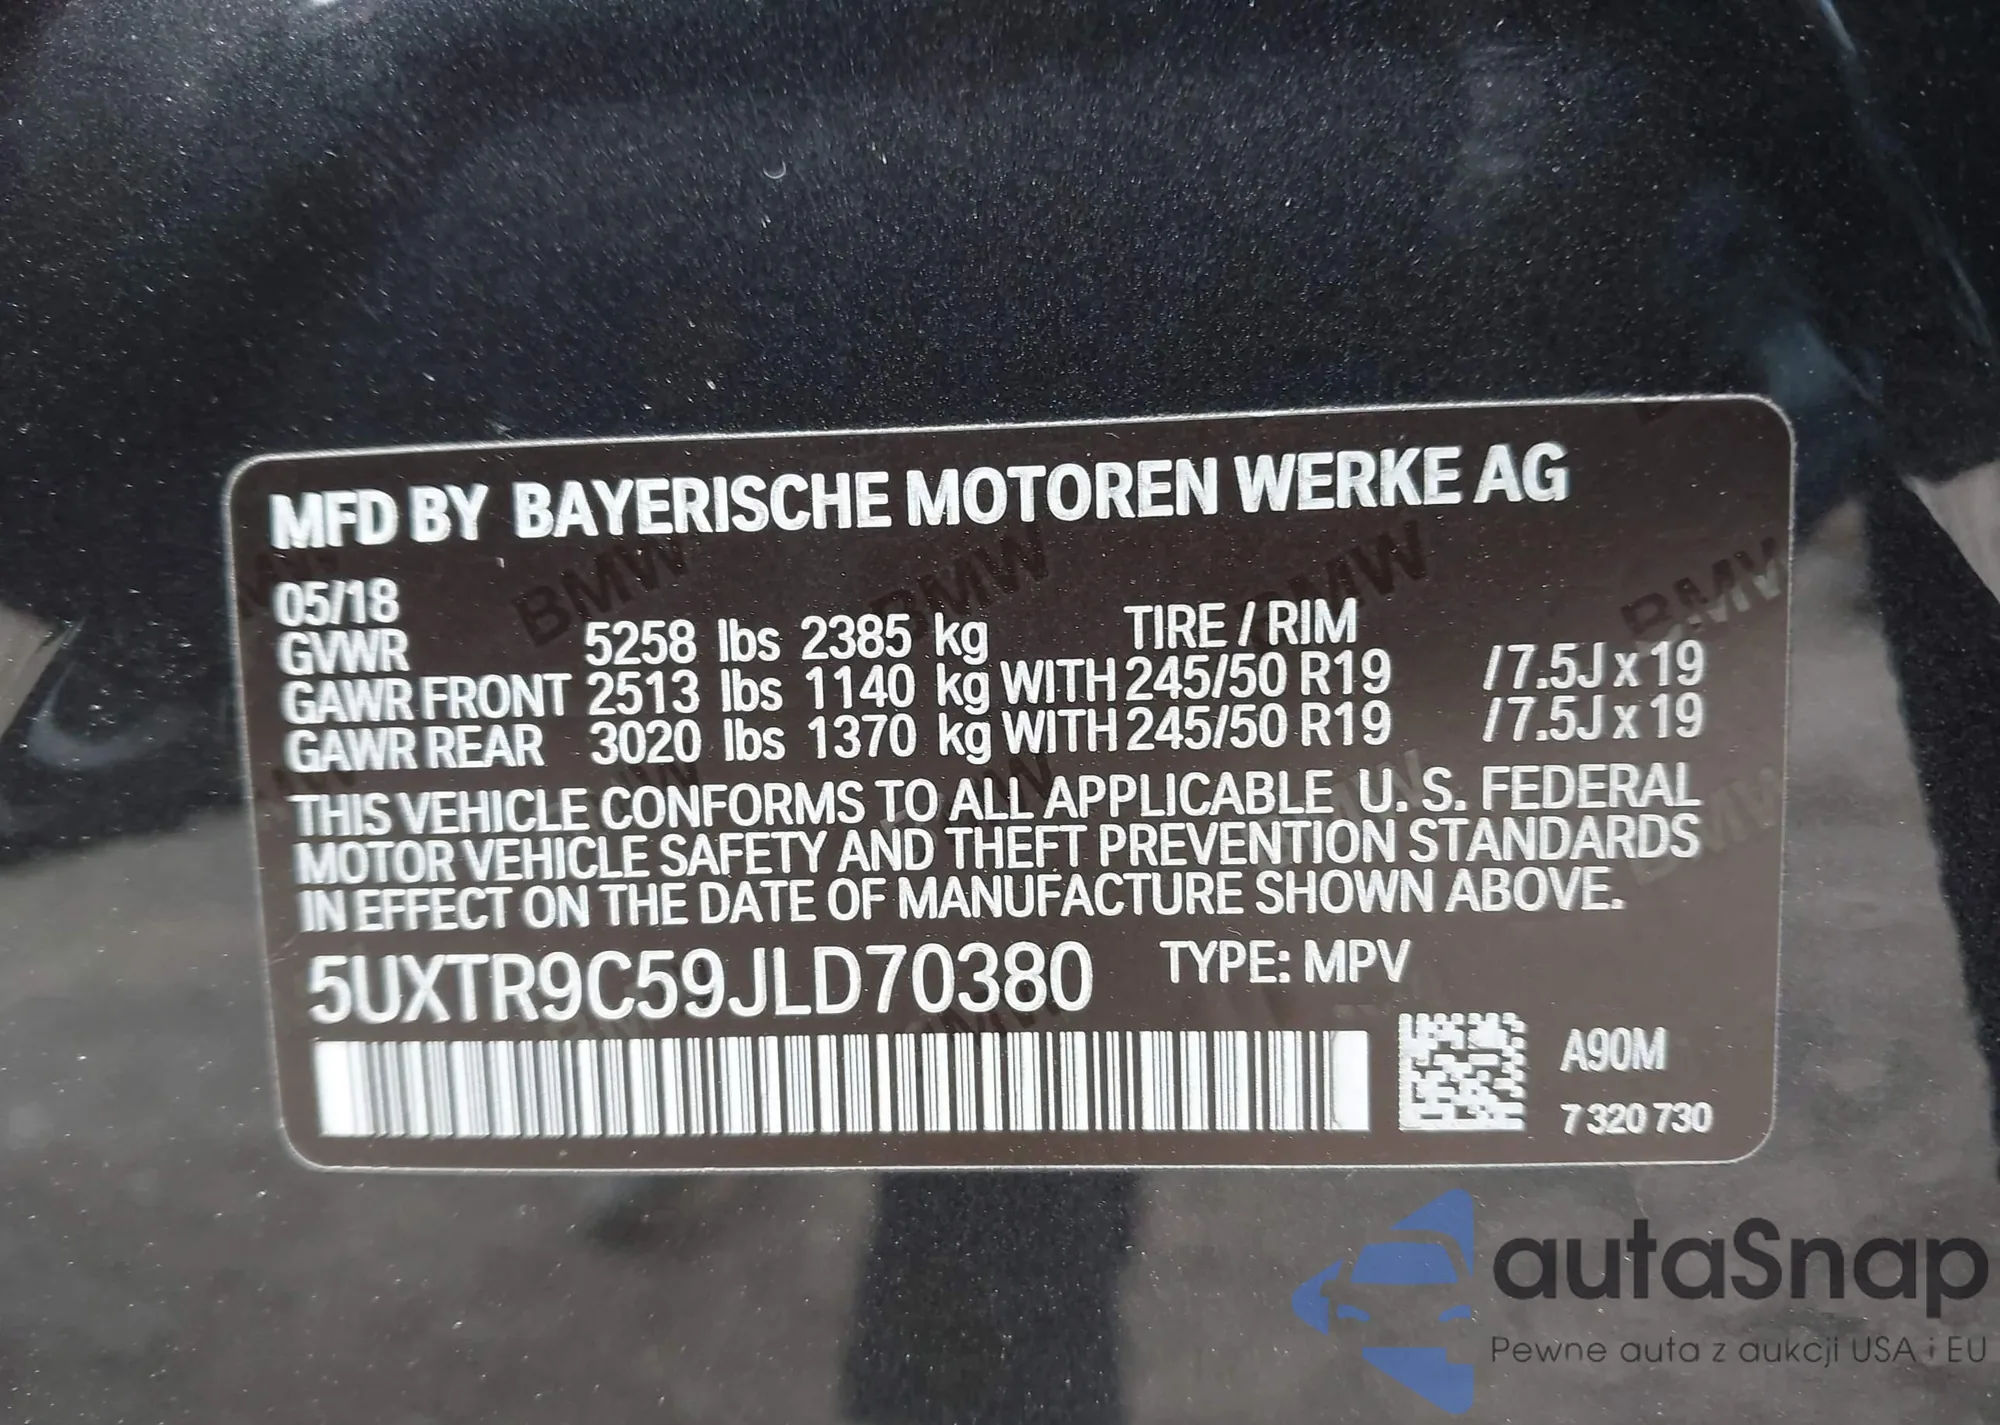 MFD BY BAYERISCHE MOTOREN WERKE AG
05/18
GVWR 5258 lbs 2385 kg TIRE / RIM
GAWR FRONT 2513 lbs 1140 kg WITH 245/50 R19 /7.5J x 19
GAWR REAR 3020 lbs 1370 kg WITH 245/50 R19 /7.5J x 19
THIS VEHICLE CONFORMS TO ALL APPLICABLE U. S. FEDERAL
MOTOR VEHICLE SAFETY AND THEFT PREVENTION STANDARDS
IN EFFECT ON THE DATE OF MANUFACTURE SHOWN ABOVE.
5UXTR9C59JLD70380 TYPE: MPV
A90M
7 320 730
autaSnap
Pewne auta z aukcji USA i EU